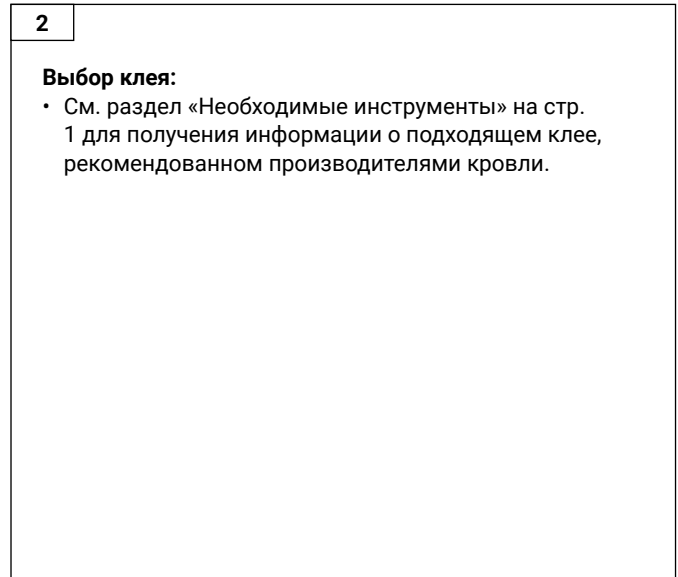 2
Выбор клея:
• См. раздел «Необходимые инструменты» на стр.
1 для получения информации о подходящем клее,
рекомендованном производителями кровли.